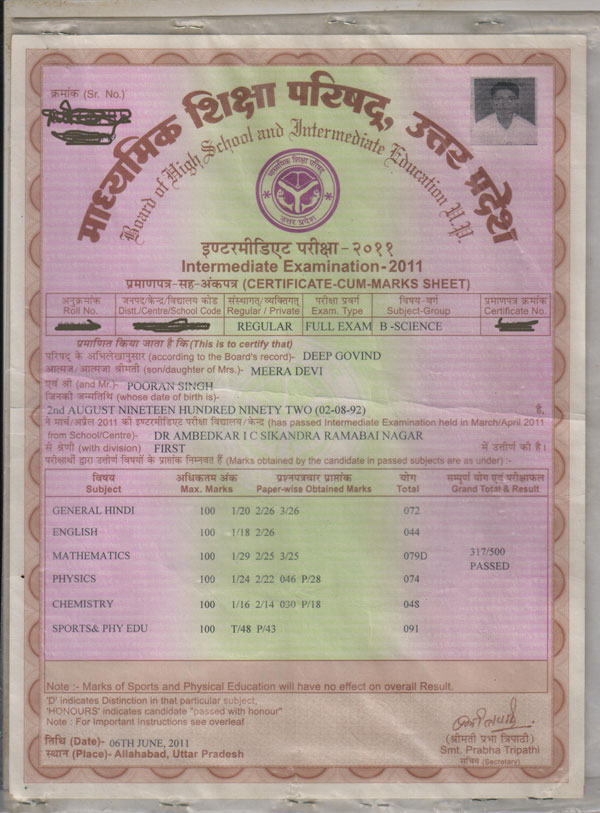 क्रमांक (Sr. No.)
माध्यमिक शिक्षा परिषद्, उत्तर प्रदेश
Board of High School and Intermediate Education U.P.
माध्यमिक शिक्षा परिषद्
उत्तर प्रदेश
इण्टरमीडिएट परीक्षा - २०११
Intermediate Examination-2011
प्रमाणपत्र-सह-अंकपत्र (CERTIFICATE-CUM-MARKS SHEET)
अनुक्रमांक जनपद/केन्द्र/विद्यालय कोड संस्थागत/व्यक्तिगत परीक्षा प्रवर्ग विषय-वर्ग प्रमाणपत्र क्रमांक
Roll No. Distt./Centre/School Code Regular / Private Exam. Type Subject-Group Certificate No.
REGULAR FULL EXAM B -SCIENCE
प्रमाणित किया जाता है कि (This is to certify that)
परिषद् के अभिलेखानुसार (according to the Board's record)- DEEP GOVIND
आत्मज/आत्मजा श्रीमती (son/daughter of Mrs.)- MEERA DEVI
एवं श्री (and Mr.)- POORAN SINGH
जिनकी जन्मतिथि (whose date of birth is)-
2nd AUGUST NINETEEN HUNDRED NINETY TWO (02-08-92) है,
ने मार्च/अप्रैल 2011 की इण्टरमीडिएट परीक्षा विद्यालय/केन्द्र (has passed Intermediate Examination held in March/April 2011
from School/Centre)- DR AMBEDKAR I C SIKANDRA RAMABAI NAGAR
से श्रेणी (with division) FIRST में उत्तीर्ण की है।
परीक्षार्थी द्वारा उत्तीर्ण विषयों के प्राप्तांक निम्नवत हैं (Marks obtained by the candidate in passed subjects are as under) :-
विषय अधिकतम अंक प्रश्नपत्रवार प्राप्तांक योग सम्पूर्ण योग एवं परीक्षाफल
Subject Max. Marks Paper-wise Obtained Marks Total Grand Total & Result
GENERAL HINDI 100 1/20 2/26 3/26 072
ENGLISH 100 1/18 2/26 044
MATHEMATICS 100 1/29 2/25 3/25 079D 317/500
PASSED
PHYSICS 100 1/24 2/22 046 P/28 074
CHEMISTRY 100 1/16 2/14 030 P/18 048
SPORTS& PHY EDU 100 T/48 P/43 091
Note :- Marks of Sports and Physical Education will have no effect on overall Result.
'D' indicates Distinction in that particular subject,
'HONOURS' indicates candidate "passed with honour"
Note : For important Instructions see overleaf
तिथि (Date)- 06TH JUNE, 2011
स्थान (Place)- Allahabad, Uttar Pradesh
(श्रीमती प्रभा त्रिपाठी)
Smt. Prabha Tripathi
सचिव (Secretary)